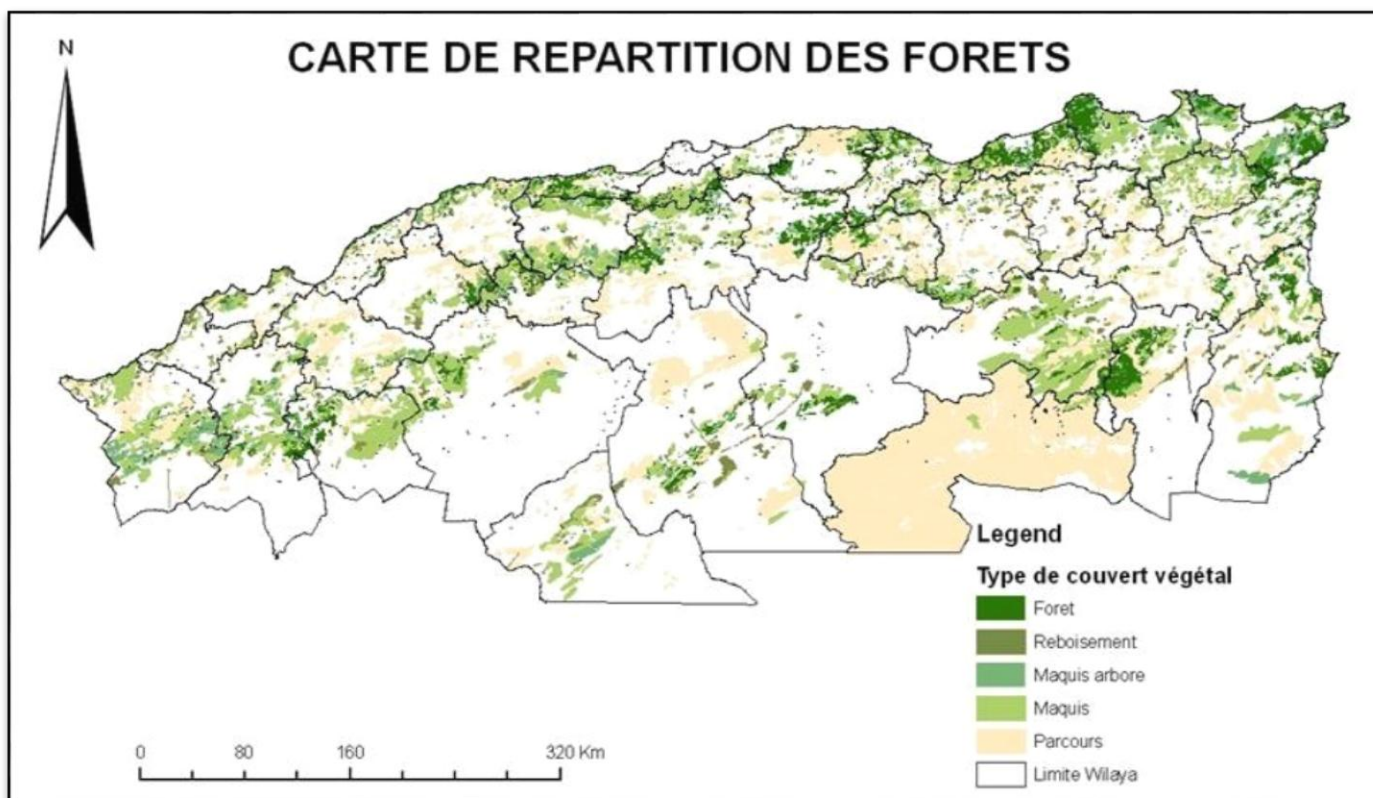 N
CARTE DE REPARTITION DES FORETS
Legend
Type de couvert végétal
Foret
Reboisement
Maquis arbore
Maquis
Parcours
Limite Wilaya
0 80 160 320 Km